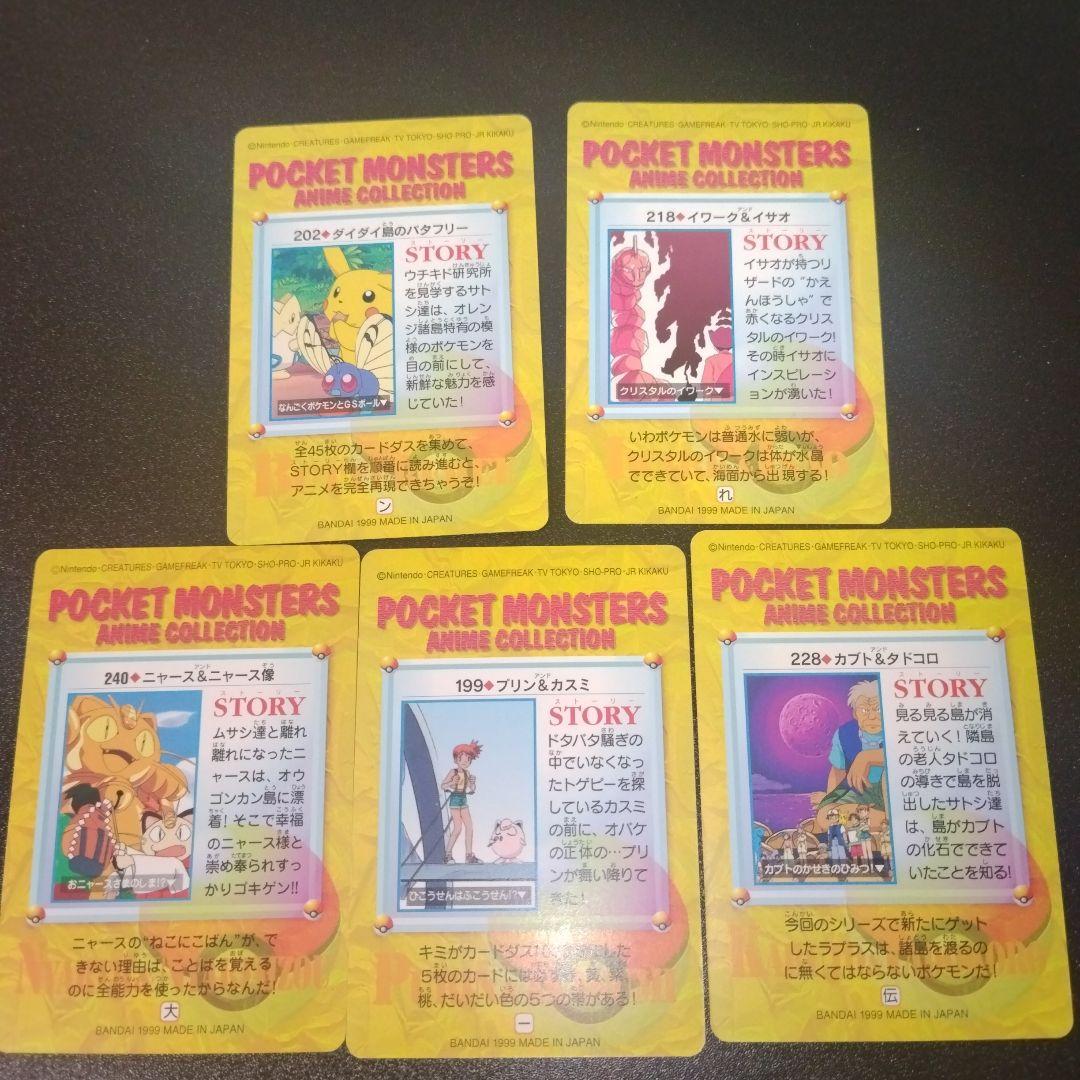 ©Nintendo・CREATURES・GAMEFREAK・TV TOKYO・SHO-PRO・JR KIKAKU
POCKET MONSTERS
ANIME COLLECTION
202◆ダイダイ島のバタフリー
STORY
ウチキド研究所
を見学するサト
シ達は、オレン
ジ諸島特有の模
様のポケモンを
目の前にして、
新鮮な魅力を感
じていた!
なんごくポケモンとGSボール▼
全45枚のカードダスを集めて、
STORY欄を順番に読み進むと、
アニメを完全再現できちゃうぞ!
ン
BANDAI 1999 MADE IN JAPAN
©Nintendo・CREATURES・GAMEFREAK・TV TOKYO・SHO-PRO・JR KIKAKU
POCKET MONSTERS
ANIME COLLECTION
218◆イワーク&イサオ
STORY
イサオが持つリ
ザードの“かえ
んほうしゃ”で
赤くなるクリス
タルのイワーク!
その時イサオに
インスピレーシ
ョンが湧いた!
クリスタルのイワーク▼
いわポケモンは普通水に弱いが、
クリスタルのイワークは体が水晶
でできていて、海面から出現する!
れ
BANDAI 1999 MADE IN JAPAN
©Nintendo・CREATURES・GAMEFREAK・TV TOKYO・SHO-PRO・JR KIKAKU
POCKET MONSTERS
ANIME COLLECTION
240◆ニャース&ニャース像
STORY
ムサシ達と離れ
離れになったニ
ャースは、オウ
ゴンカン島に漂
着!そこで幸福
のニャース様と
崇め奉られすっ
かりゴキゲン!!
おニャースさまのしま!?▼
ニャースの“ねこにこばん”が、で
きない理由は、ことばを覚える
のに全能力を使ったからなんだ!
大
BANDAI 1999 MADE IN JAPAN
©Nintendo・CREATURES・GAMEFREAK・TV TOKYO・SHO-PRO・JR KIKAKU
POCKET MONSTERS
ANIME COLLECTION
199◆プリン&カスミ
STORY
ドタバタ騒ぎの
中でいなくなっ
たトゲピーを探
しているカスミ
の前に、オバケ
の正体の…プリ
ンが舞い降りて
きた!
ひこうせんはふこうせん!?▼
キミがカードダス
した
5枚のカードには必ず
桃、だいだい色の5つの帯がある!
一
BANDAI 1999 MADE IN JAPAN
©Nintendo・CREATURES・GAMEFREAK・TV TOKYO・SHO-PRO・JR KIKAKU
POCKET MONSTERS
ANIME COLLECTION
228◆カブト&タドコロ
STORY
見る見る島が消
えていく!隣島
の老人タドコロ
の導きで島を脱
出したサトシ達
は、島がカブト
の化石でできて
いたことを知る!
カブトのかせきのひみつ!▼
今回のシリーズで新たにゲット
したラプラスは、諸島を渡るの
に無くてはならないポケモンだ!
伝
BANDAI 1999 MADE IN JAPAN